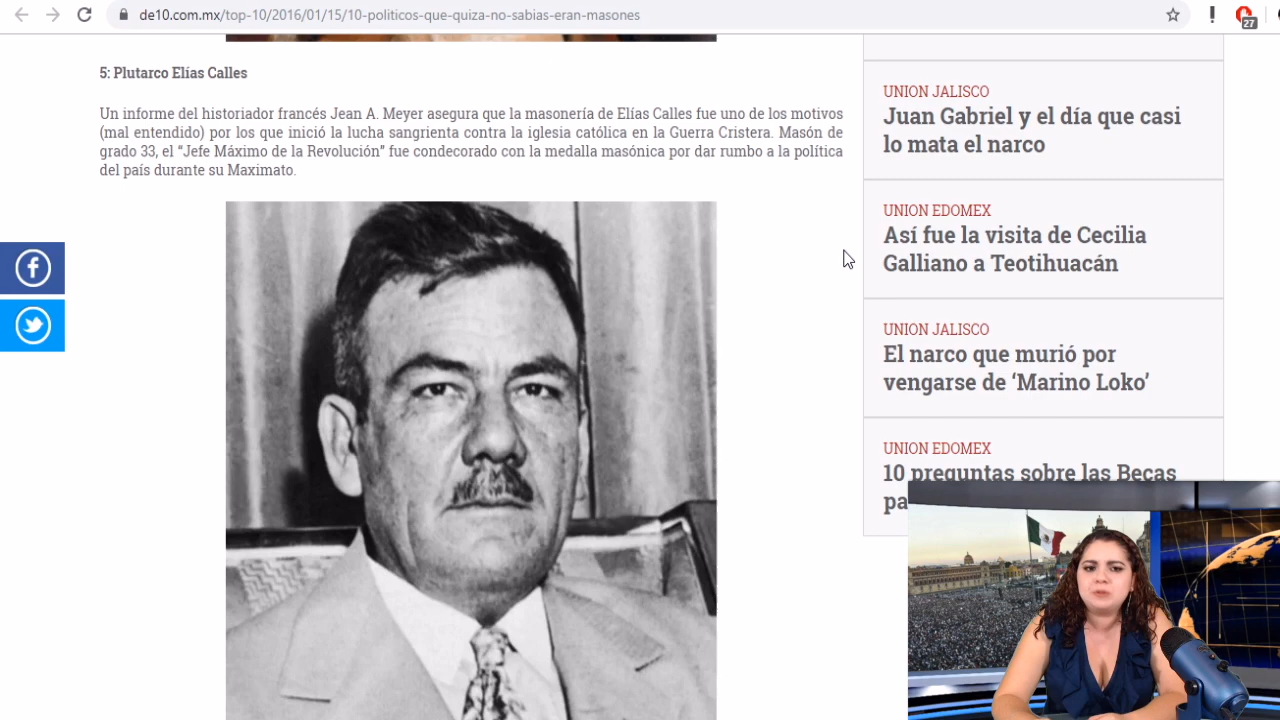 de10.com.mx/top-10/2016/01/15/10-politicos-que-quiza-no-sabias-eran-masones
27
5: Plutarco Elías Calles
Un informe del historiador francés Jean A. Meyer asegura que la masonería de Elías Calles fue uno de los motivos
(mal entendido) por los que inició la lucha sangrienta contra la iglesia católica en la Guerra Cristera. Masón de
grado 33, el “Jefe Máximo de la Revolución” fue condecorado con la medalla masónica por dar rumbo a la política
del país durante su Maximato.
UNION JALISCO
Juan Gabriel y el día que casi
lo mata el narco
UNION EDOMEX
Así fue la visita de Cecilia
Galliano a Teotihuacán
UNION JALISCO
El narco que murió por
vengarse de ‘Marino Loko’
UNION EDOMEX
10 preguntas sobre las Becas
pa